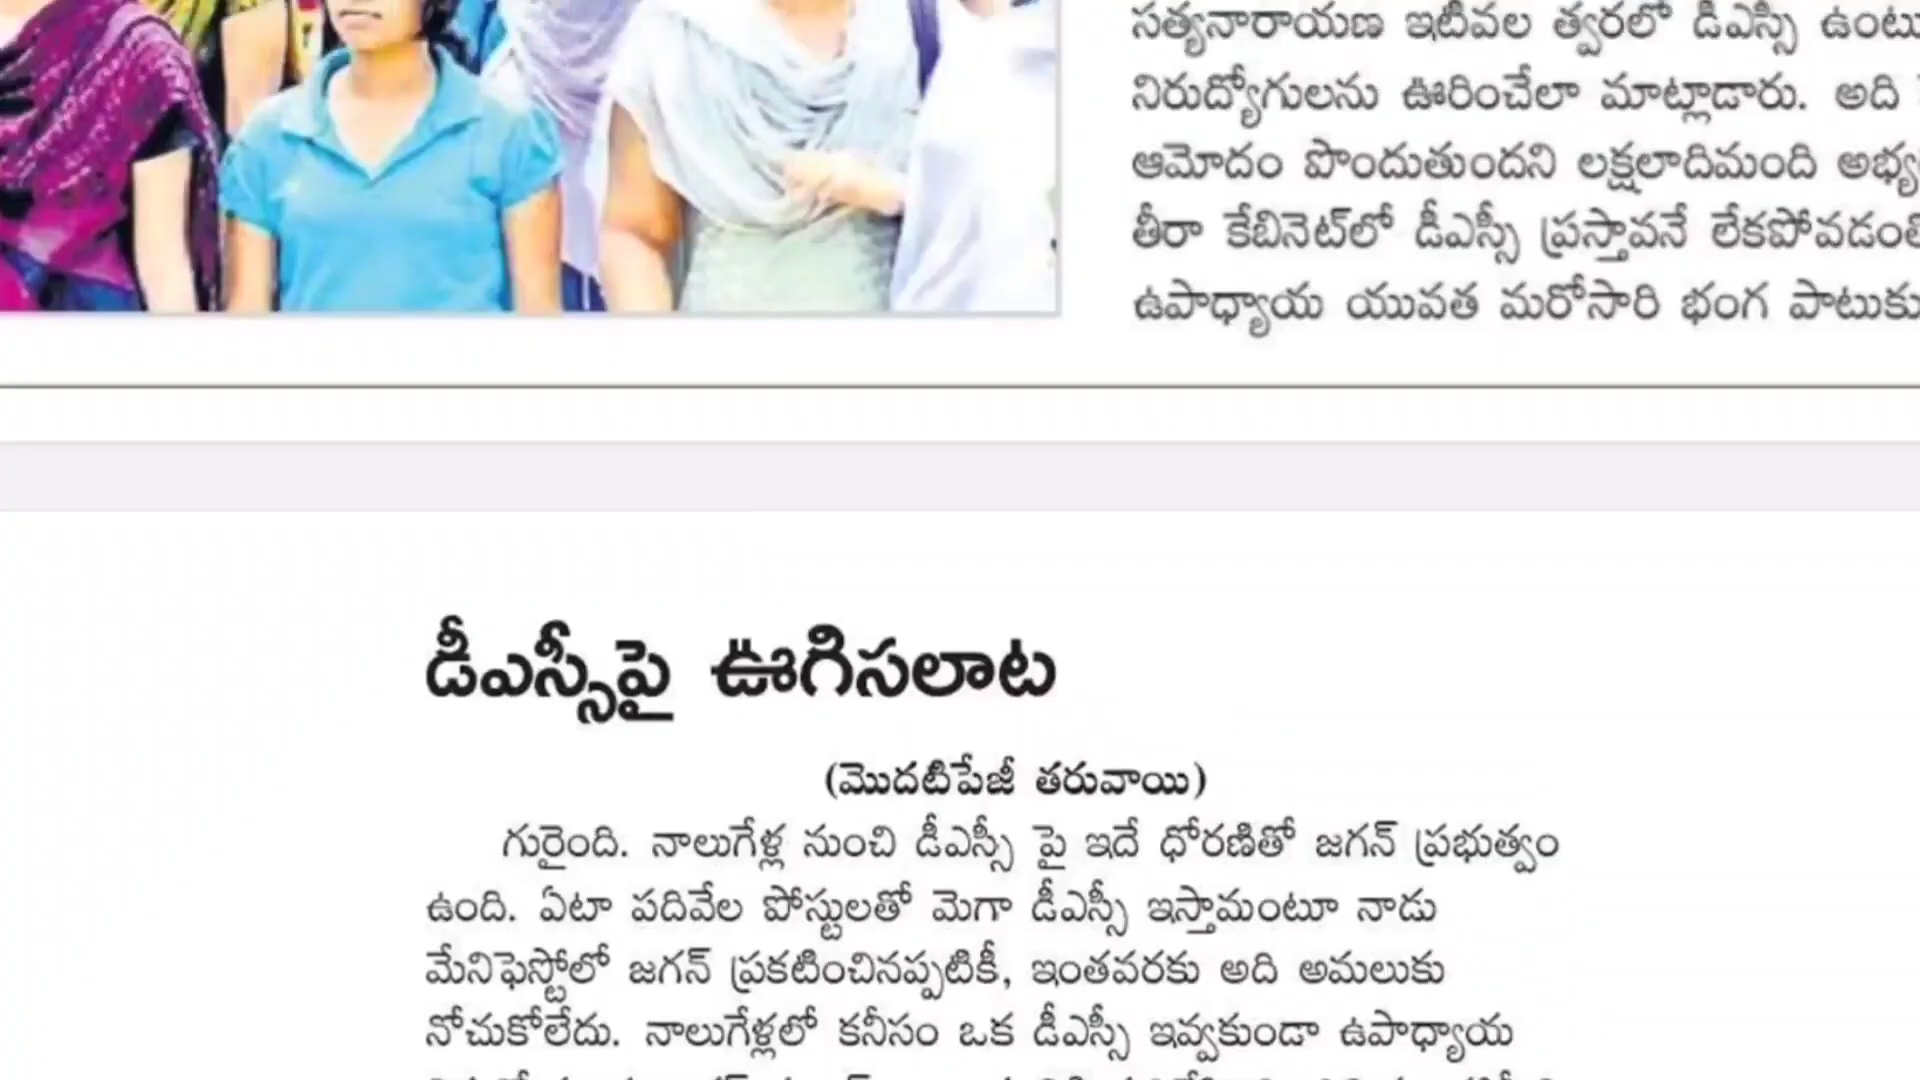 సత్యనారాయణ ఇటీవల త్వరలో డీఎస్సీ
నిరుద్యోగులను ఊరించేలా మాట్లాడారు. అది
ఆమోదం పొందుతుందని లక్షలాదిమంది
తీరా కేబినెట్‌లో డీఎస్సీ ప్రస్తావనే
ఉపాధ్యాయ యువత మరోసారి భంగ
డీఎస్సీపై ఊగిసలాట
(మొదటిపేజీ తరువాయి)
గురైంది. నాలుగేళ్ల నుంచి డీఎస్సీ పై ఇదే ధోరణితో జగన్ ప్రభుత్వం
ఉంది. ఏటా పదివేల పోస్టులతో మెగా డీఎస్సీ ఇస్తామంటూ నాడు
మేనిఫెస్టోలో జగన్ ప్రకటించినప్పటికీ, ఇంతవరకు అది అమలుకు
నోచుకోలేదు. నాలుగేళ్లలో కనీసం ఒక డీఎస్సీ ఇవ్వకుండా ఉపాధ్యాయ